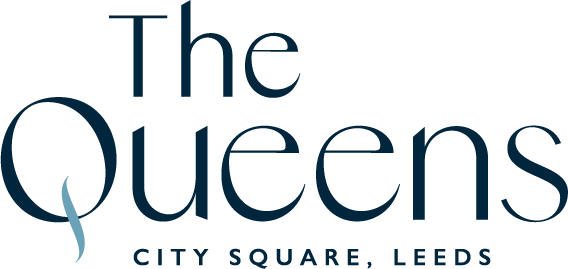 The
Queens
CITY SQUARE, LEEDS